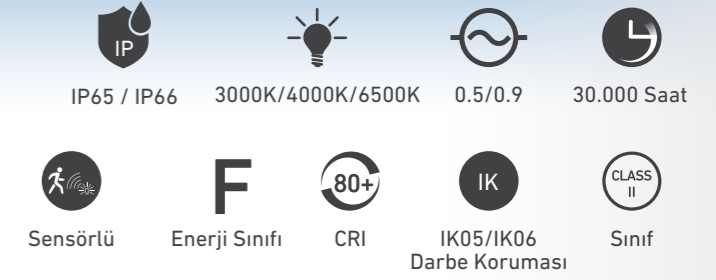 IP
IP65 / IP66
3000K/4000K/6500K
0.5/0.9
30.000 Saat
Sensörlü
F
Enerji Sınıfı
80+
CRI
IK
IK05/IK06
Darbe Koruması
CLASS
II
Sınıf